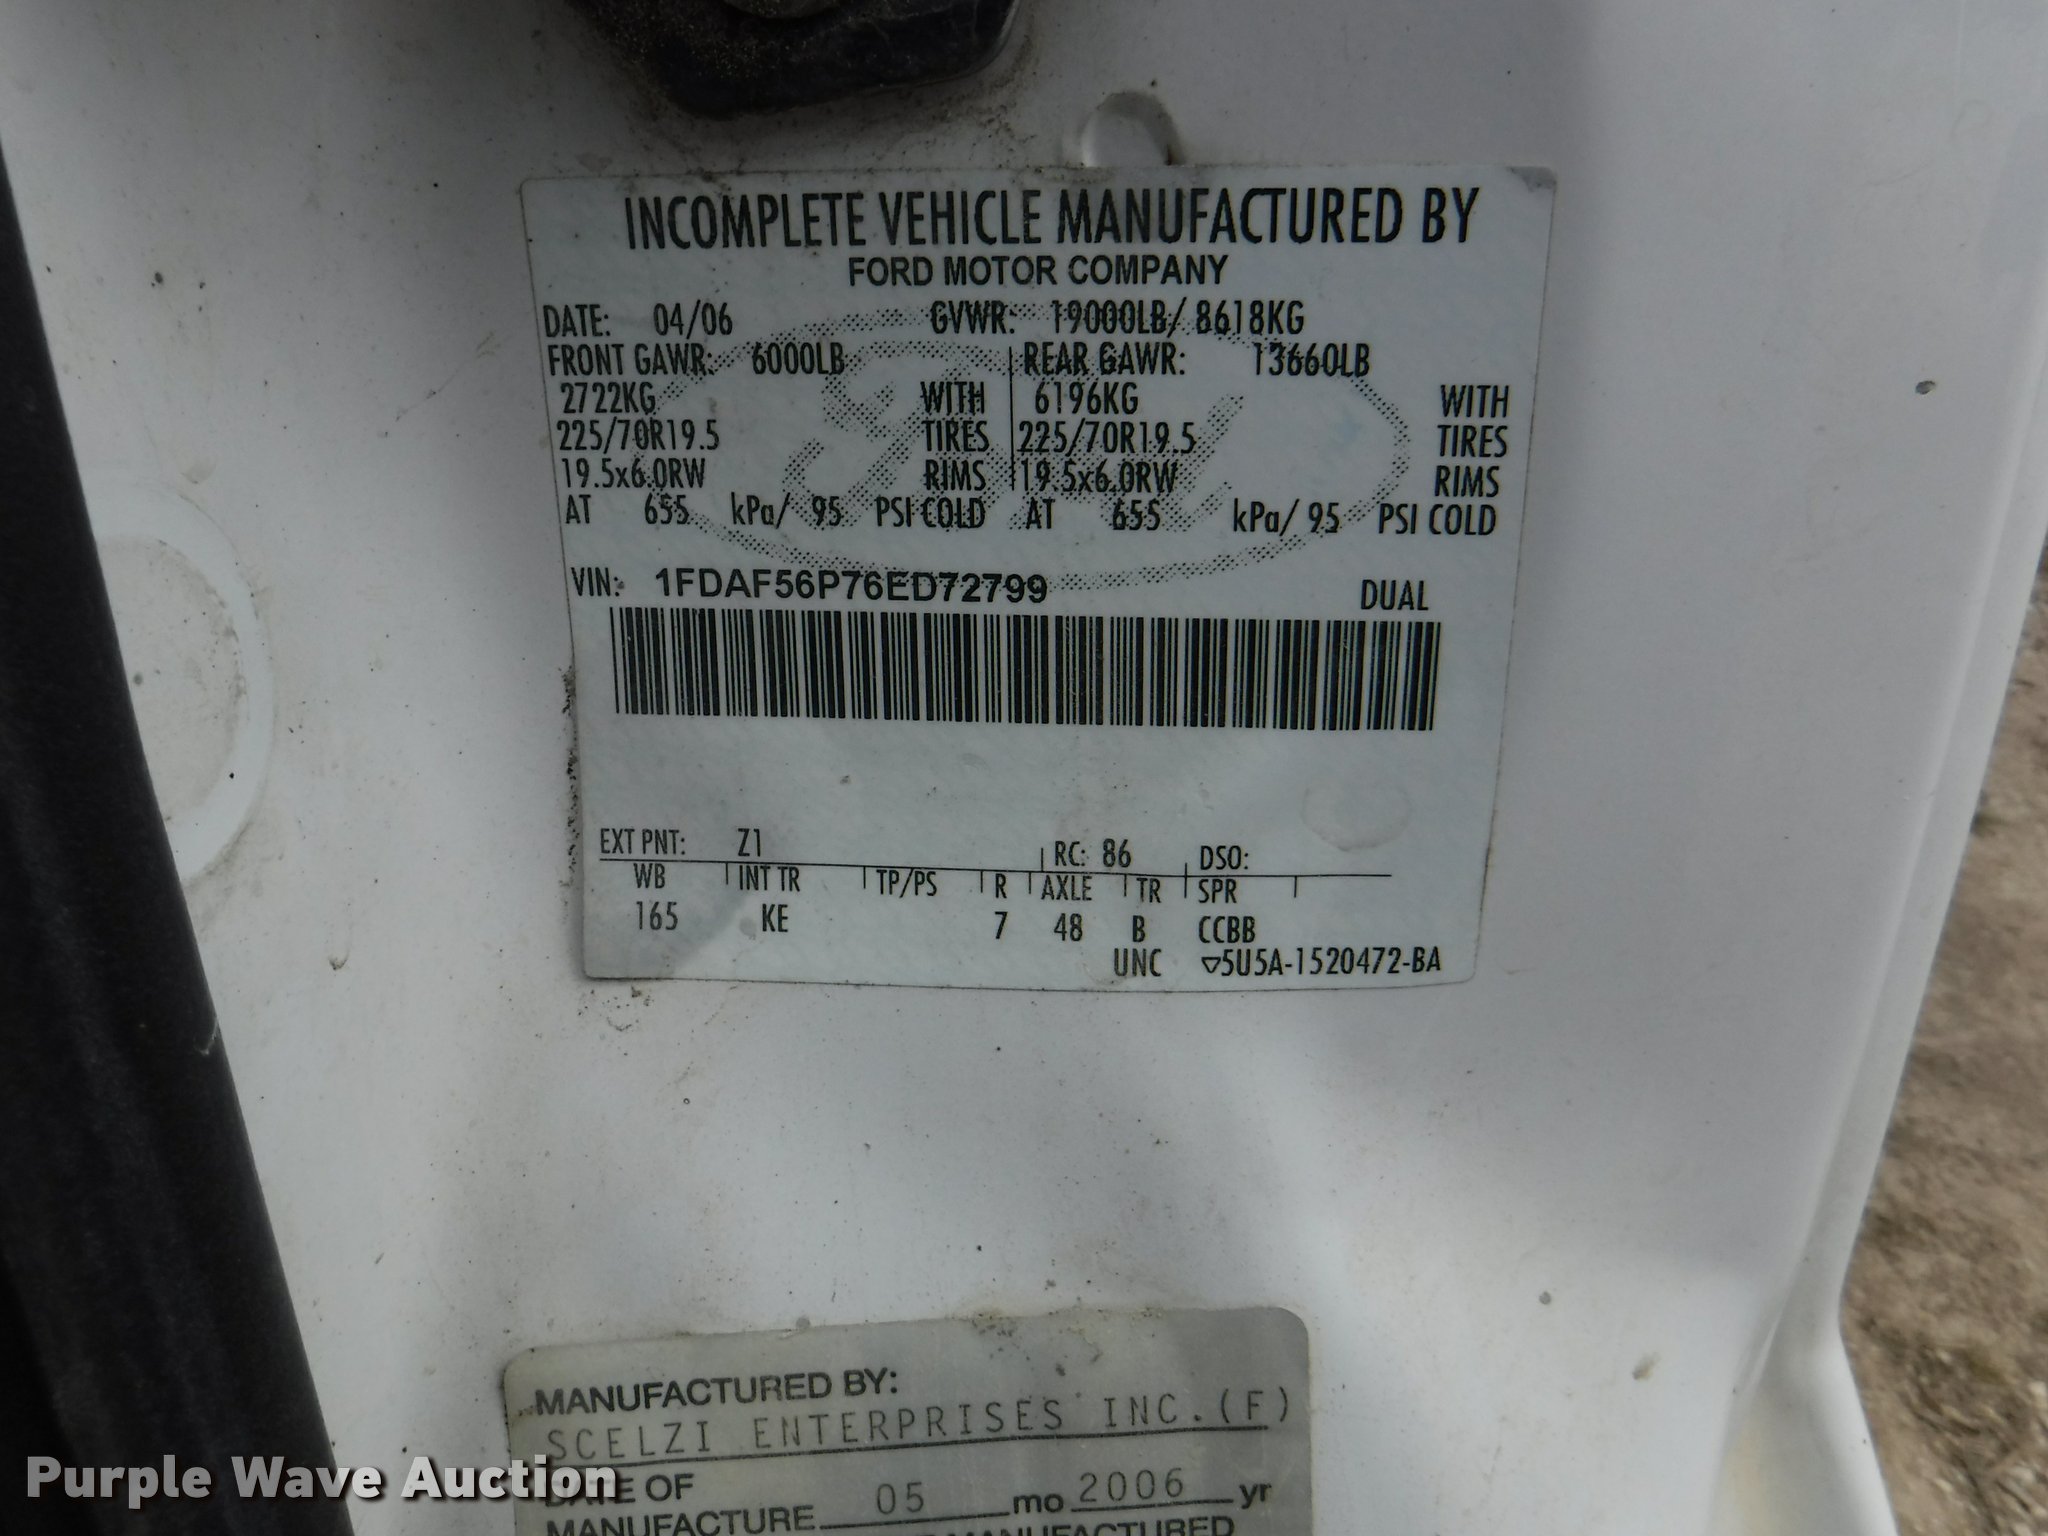 INCOMPLETE VEHICLE MANUFACTURED BY
FORD MOTOR COMPANY
DATE: 04/06 GVWR: 19000LB/ 8618KG
FRONT GAWR: 6000LB REAR GAWR: 13660LB
2722KG WITH 6196KG WITH
225/70R19.5 TIRES 225/70R19.5 TIRES
19.5x6.0RW RIMS 19.5x6.0RW RIMS
AT 655 kPa/ 95 PSI COLD AT 655 kPa/ 95 PSI COLD
VIN: 1FDAF56P76ED72799 DUAL
EXT PNT: Z1 RC: 86 DSO:
WB INT TR TP/PS R AXLE TR SPR
165 KE 7 48 B CCBB
UNC ▽5U5A-1520472-BA
MANUFACTURED BY:
SCELZI ENTERPRISES INC.(F)
DATE OF
MANUFACTURE 05 mo 2006 yr
MANUFACTURED
Purple Wave Auction